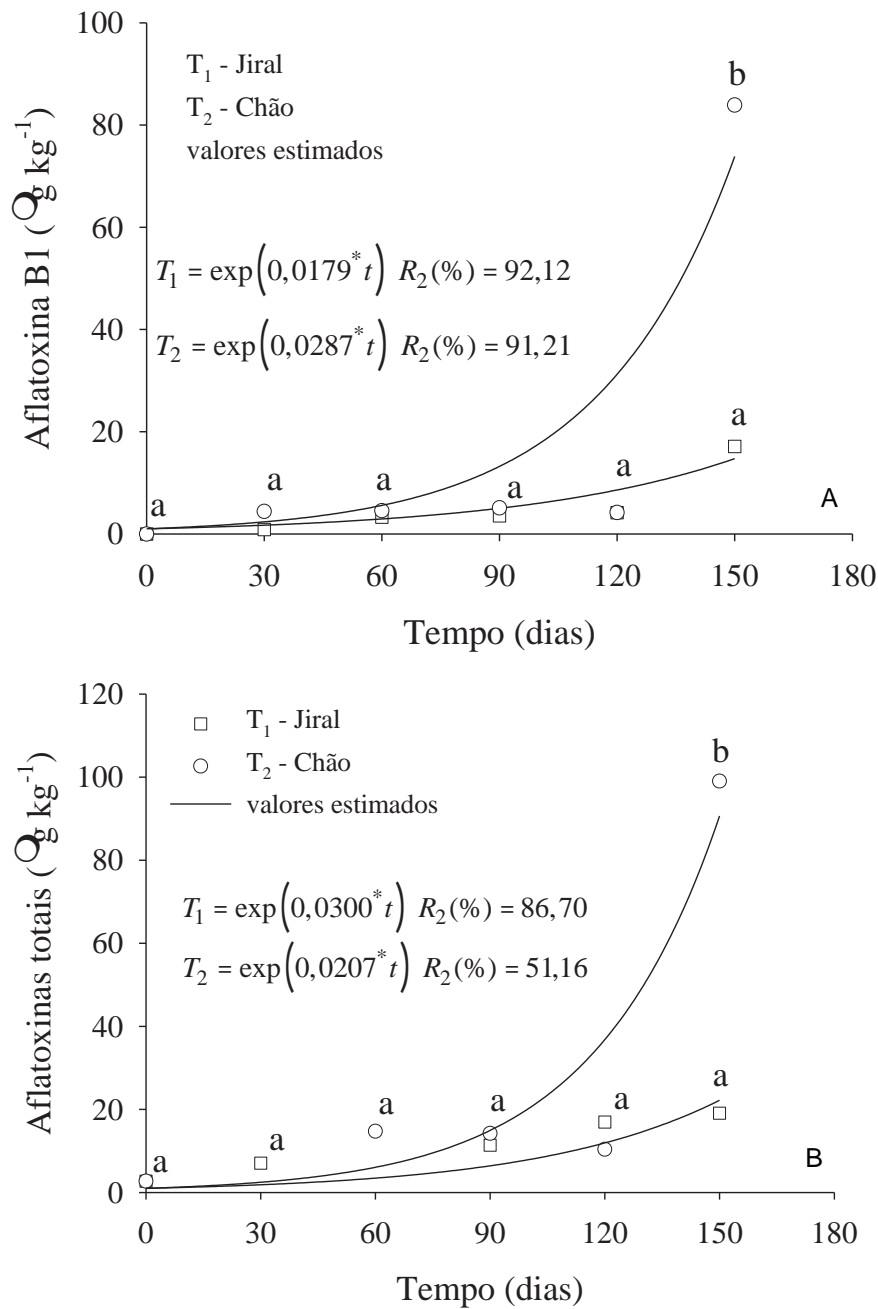 100
80
60
40
20
0
Aflatoxina B1 ( g kg-1)
T1 - Jiral
T2 - Chão
valores estimados
T1 = exp(0,0179* t) R2(%) = 92,12
T2 = exp(0,0287* t) R2(%) = 91,21
a
a
a
a
a
b
a
A
0 30 60 90 120 150 180
Tempo (dias)
120
100
80
60
40
20
0
Aflatoxinas totais ( g kg-1)
T1 - Jiral
T2 - Chão
valores estimados
T1 = exp(0,0300* t) R2(%) = 86,70
T2 = exp(0,0207* t) R2(%) = 51,16
a
a
a
a
a
b
a
B
0 30 60 90 120 150 180
Tempo (dias)